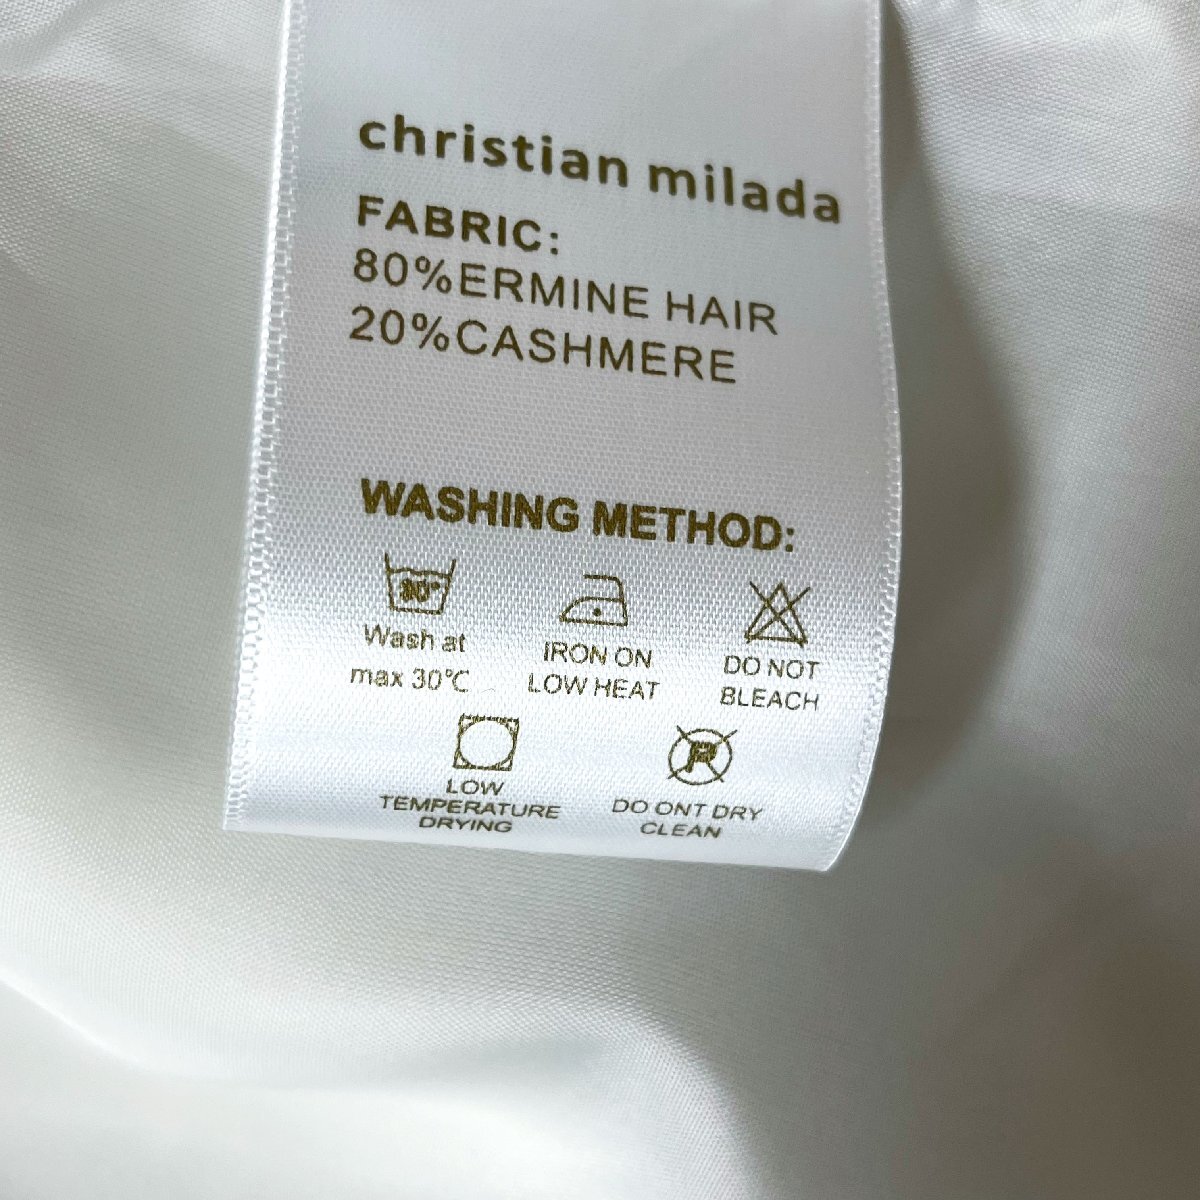 christian milada
FABRIC:
80%ERMINE HAIR
20%CASHMERE
WASHING METHOD:
30°
Wash at
max 30℃
IRON ON
LOW HEAT
DO NOT
BLEACH
LOW
TEMPERATURE
DRYING
P
DO ONT DRY
CLEAN